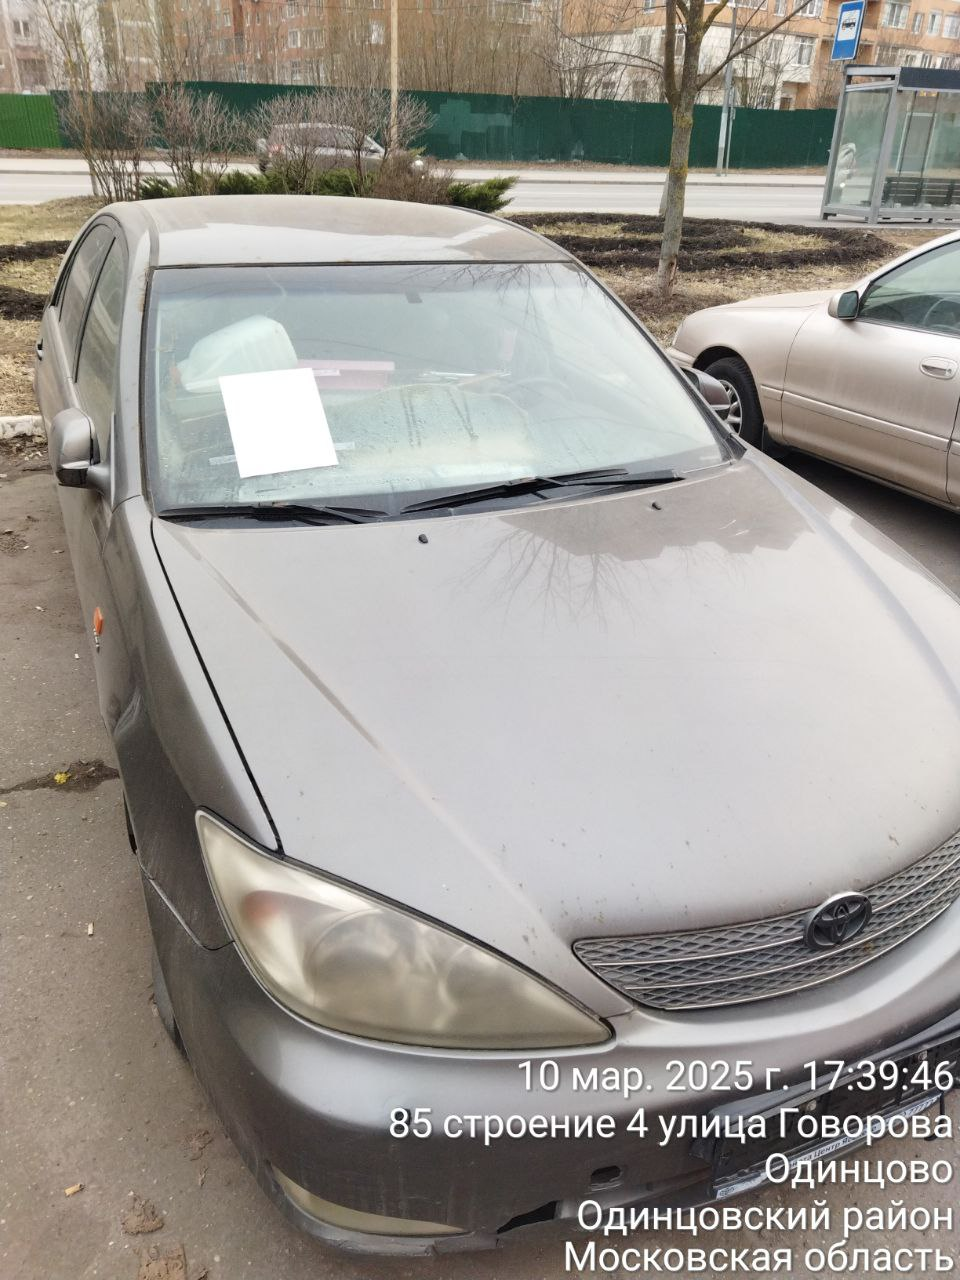 10 мар. 2025 г. 17:39:46
85 строение 4 улица Говорова
Одинцово
Одинцовский район
Московская область